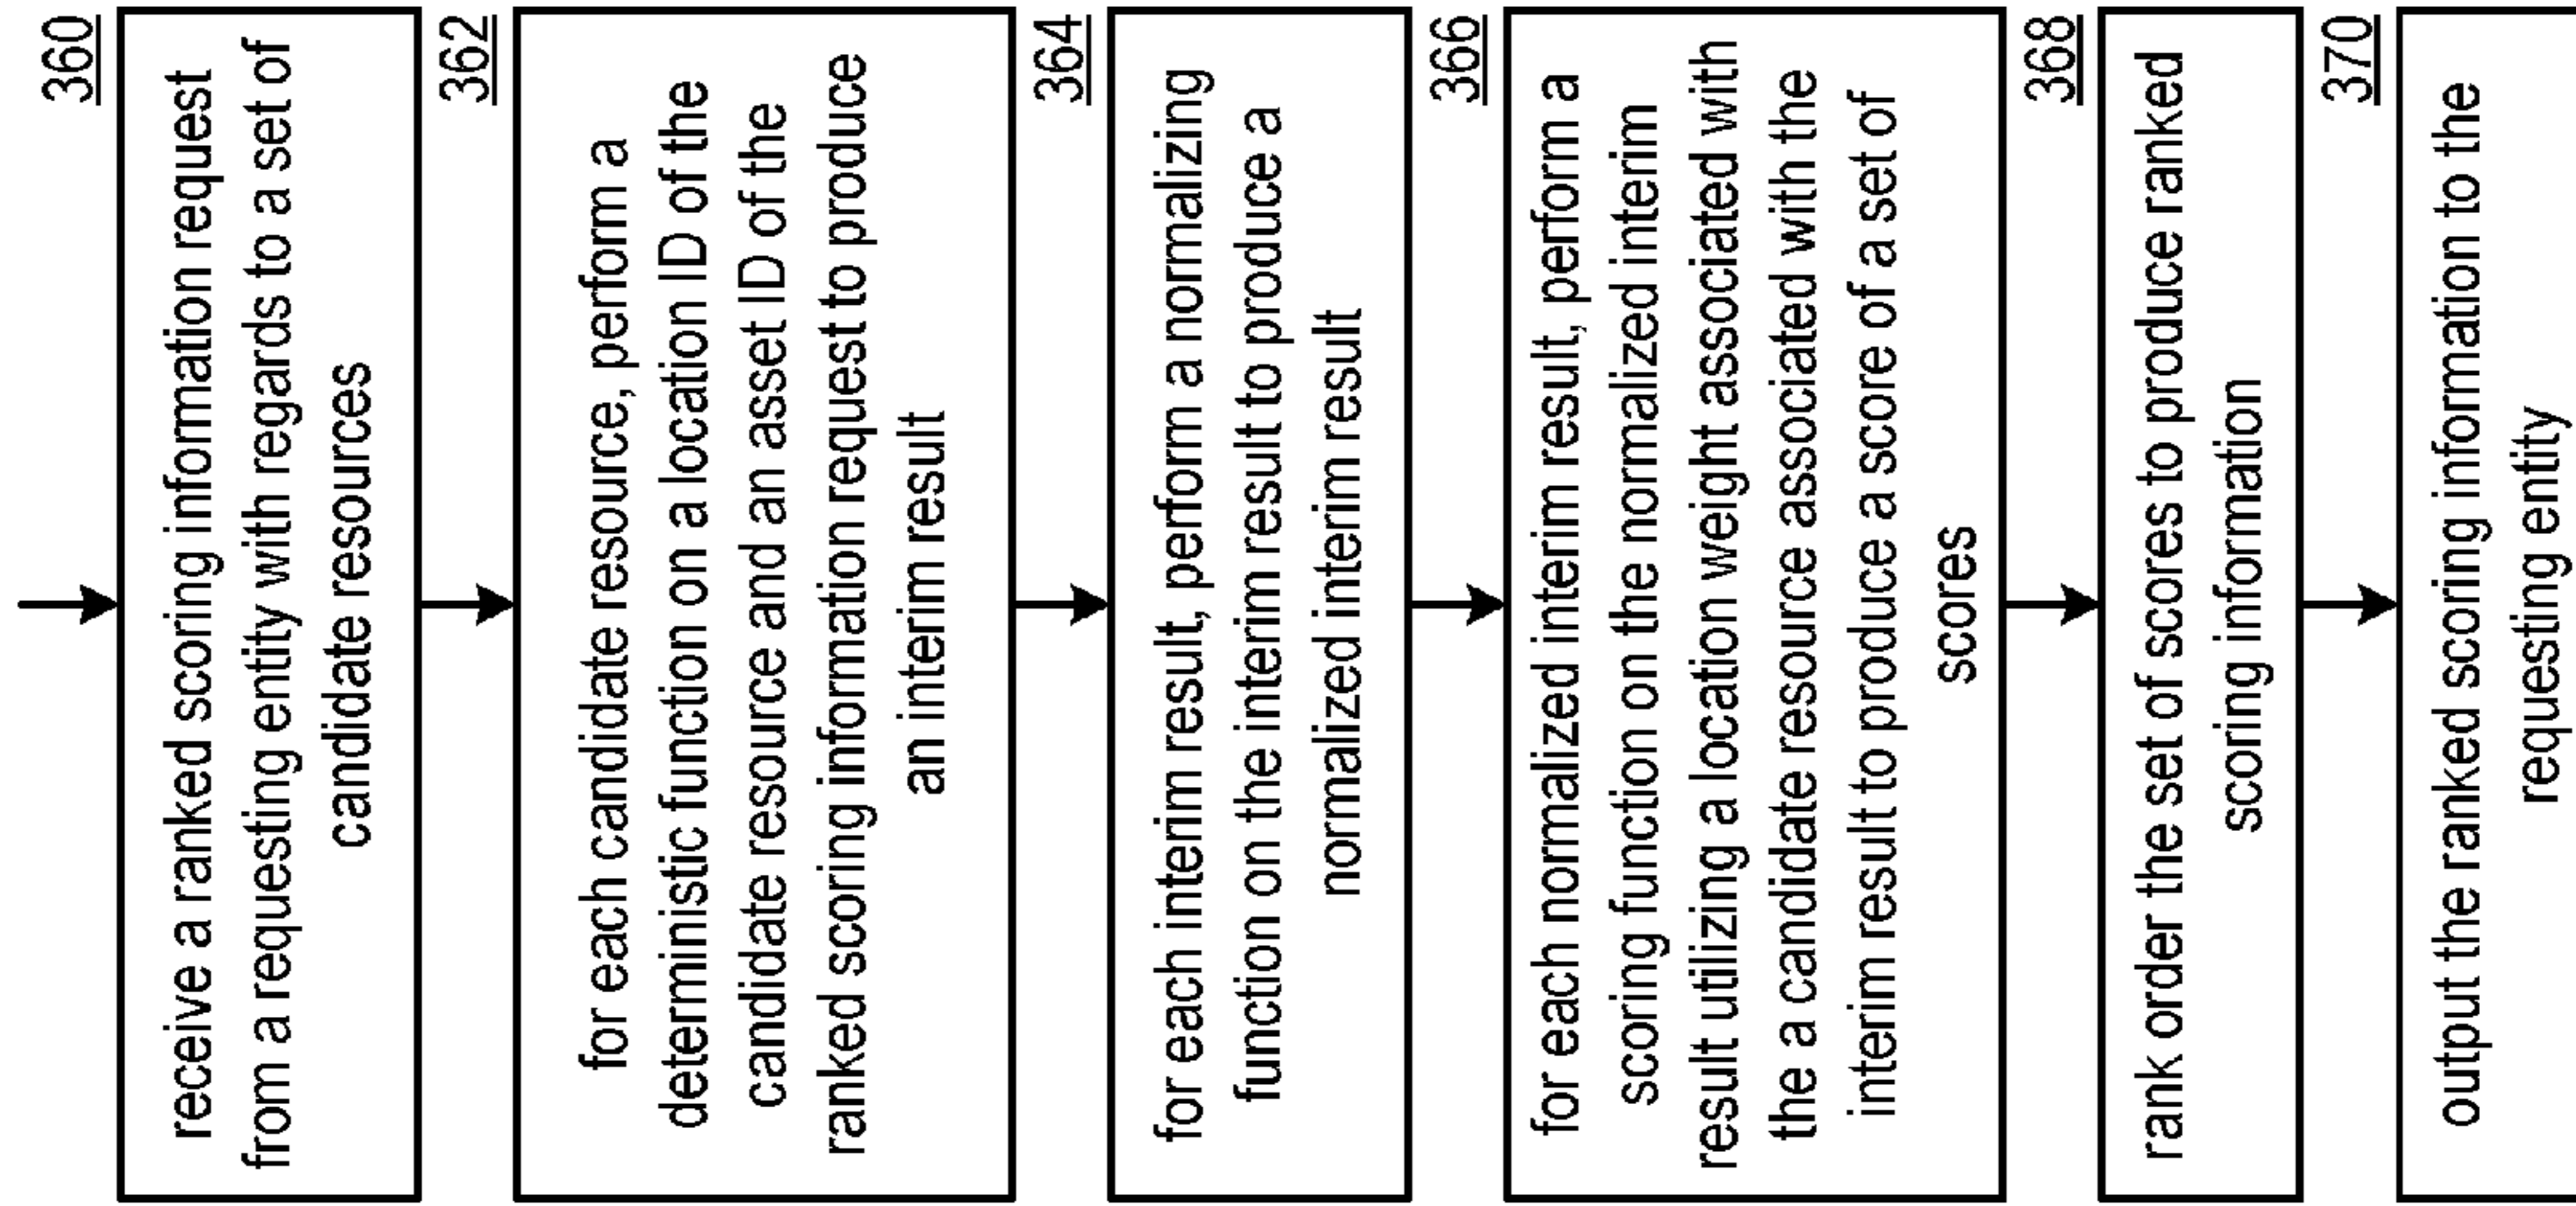 360
receive a ranked scoring information request
from a requesting entity with regards to a set of
candidate resources
362
for each candidate resource, perform a
deterministic function on a location ID of the
candidate resource and an asset ID of the
ranked scoring information request to produce
an interim result
364
for each interim result, perform a normalizing
function on the interim result to produce a
normalized interim result
366
for each normalized interim result, perform a
scoring function on the normalized interim
result utilizing a location weight associated with
the a candidate resource associated with the
interim result to produce a score of a set of
scores
368
rank order the set of scores to produce ranked
scoring information
370
output the ranked scoring information to the
requesting entity